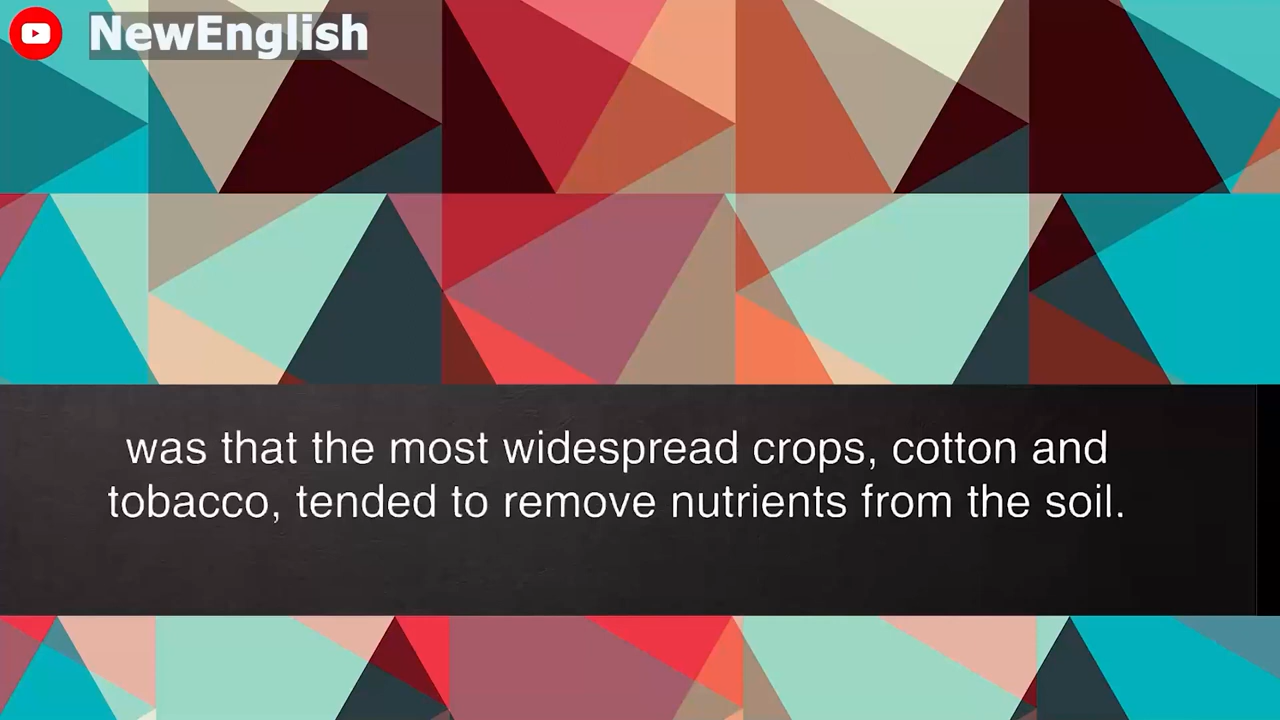 NewEnglish
was that the most widespread crops, cotton and
tobacco, tended to remove nutrients from the soil.